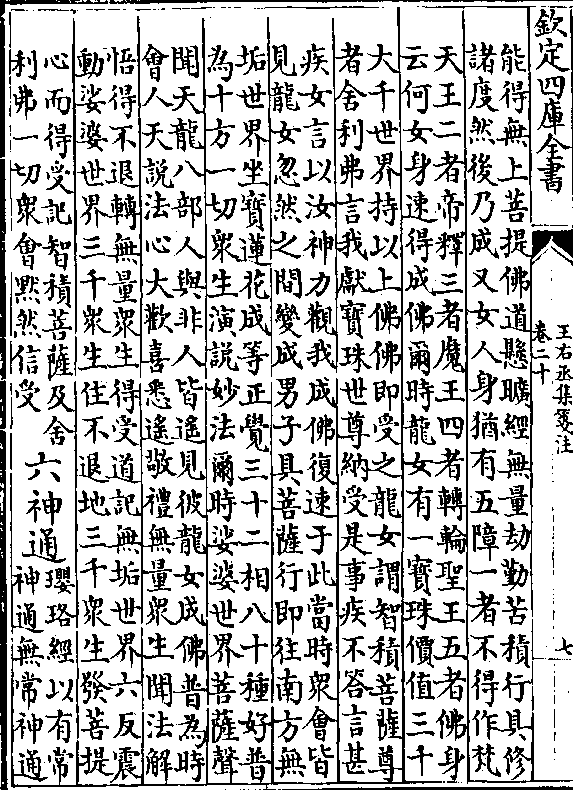 欽定四庫全書
王右丞集箋注
卷二十
七
能得無上菩提佛道懸曠經無量劫勤苦積行具修
諸度然後乃成又女人身猶有五障一者不得作梵
天王二者帝釋三者魔王四者轉輪聖王五者佛身
云何女身速得成佛爾時龍女有一寶珠價值三千
大千世界持以上佛佛即受之龍女謂智積菩薩尊
者舍利弗言我獻寶珠世尊納受是事疾不答言甚
疾女言以汝神力觀我成佛復速于此當時衆會皆
見龍女忽然之間變成男子具菩薩行即往南方無
垢世界坐寶蓮花成等正覺三十二相八十種好普
為十方一切衆生演説妙法爾時娑婆世界菩薩聲
聞天龍八部人與非人皆遙見彼龍女成佛普為時
會人天説法心大歡喜悉遙敬禮無量衆生聞法解
悟得不退轉無量衆生得受道記無垢世界六反震
動娑婆世界三千衆生住不退地三千衆生發菩提
心而得受記智積菩薩及舍
利弗一切衆會默然信受
六神通
瓔珞經以有常
神通無常神通